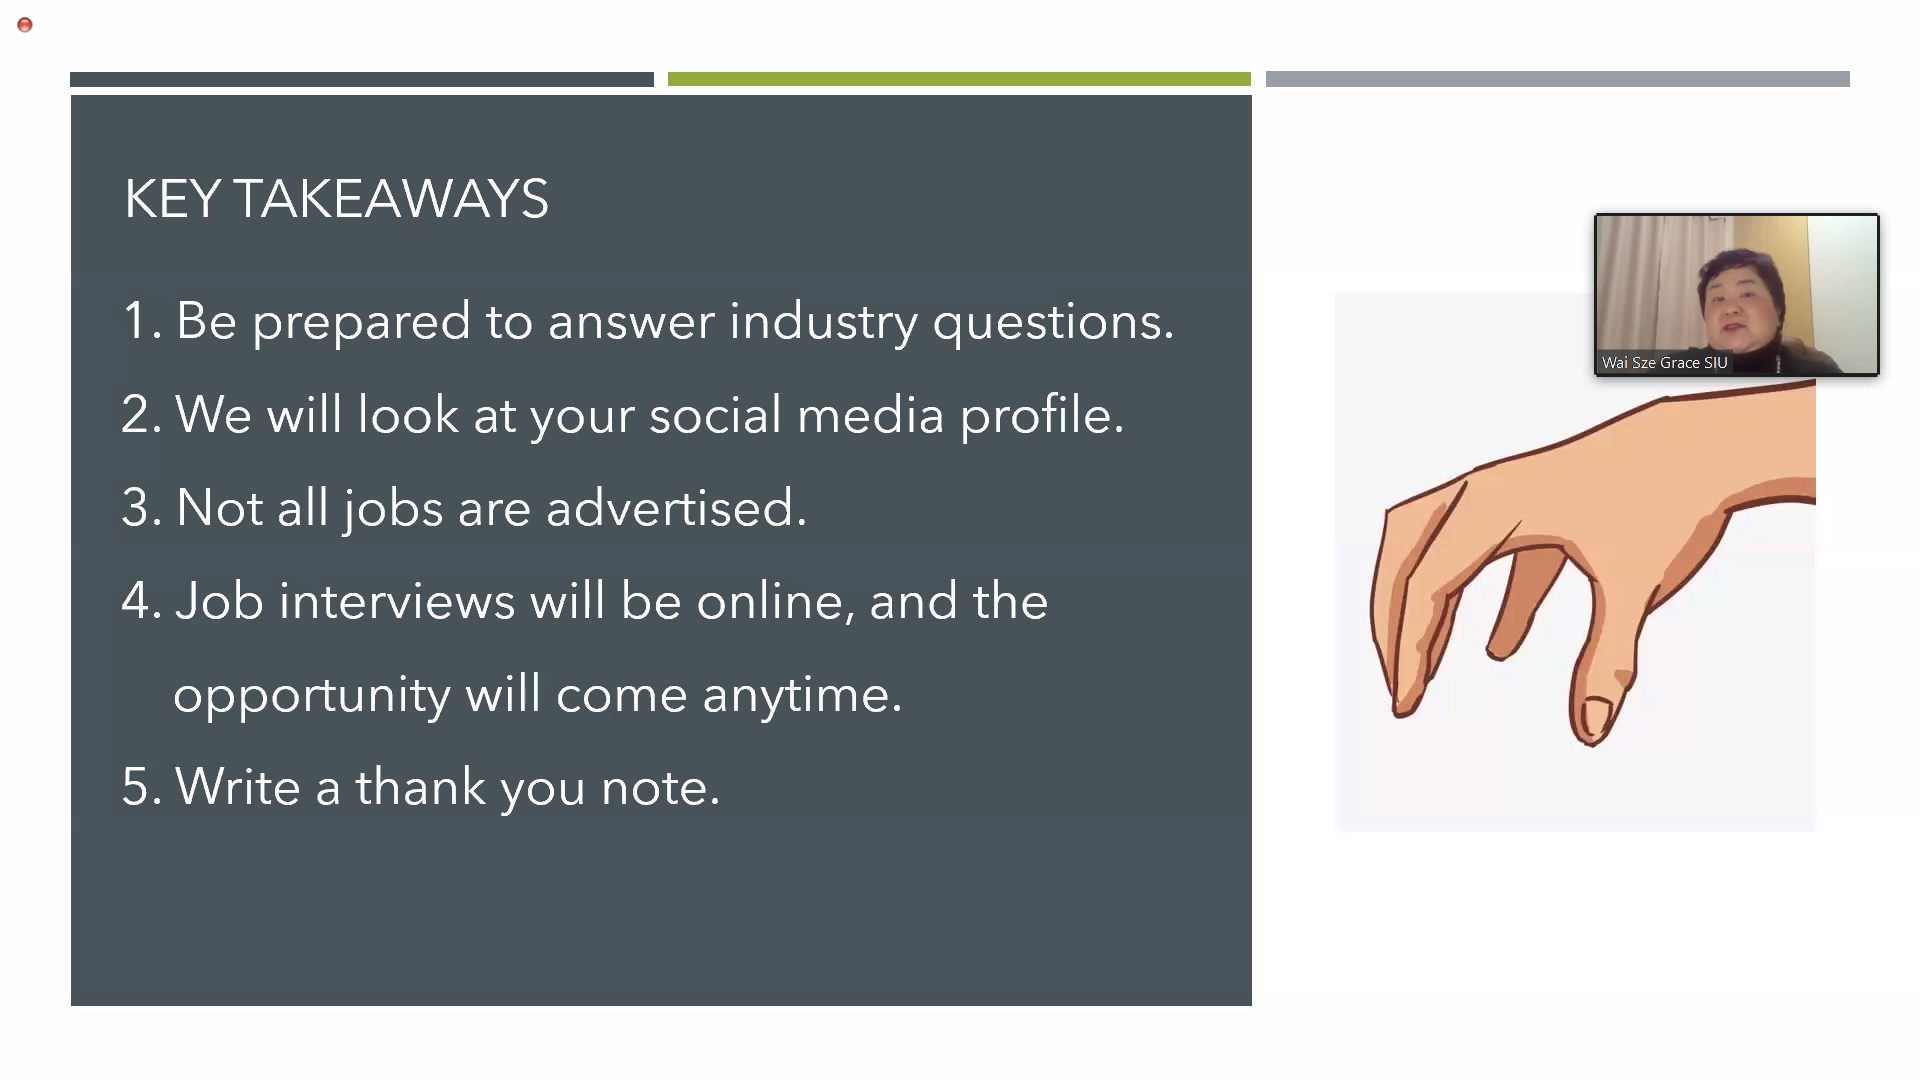 KEY TAKEAWAYS
1. Be prepared to answer industry questions.
2. We will look at your social media profile.
3. Not all jobs are advertised.
4. Job interviews will be online, and the
opportunity will come anytime.
5. Write a thank you note.
Wai Sze Grace SIU